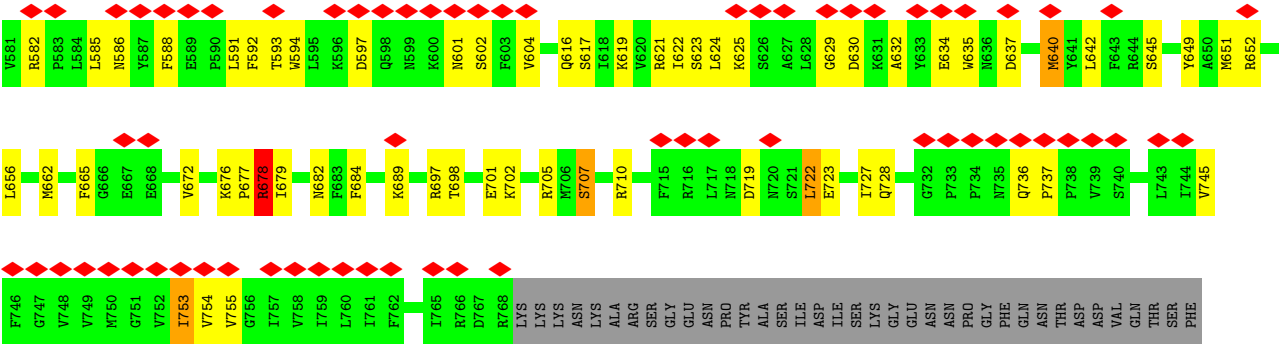 V581 R582 P583 L584 L585 N586 Y587 F588 E589 P590 L591 F592 T593 W594 L595 K596 D597 Q598 N599 K600 N601 S602 F603 V604 Q616 S617 I618 K619 V620 R621 I622 S623 L624 K625 S626 A627 L628 G629 D630 K631 A632 Y633 E634 W635 N636 D637 M640 Y641 L642 F643 R644 S645 Y649 A650 M651 R652
L656 M662 F665 G666 E667 E668 V672 K676 P677 R678 I679 N682 F683 F684 K689 R697 T698 E701 K702 R705 M706 S707 R710 F715 R716 L717 N718 D719 N720 S721 L722 E723 I727 Q728 G732 P733 P734 N735 Q736 P737 P738 V739 S740 L743 I744 V745
F746 G747 V748 V749 M750 G751 V752 I753 V754 V755 G756 I757 V758 I759 L760 I761 F762 I765 R766 D767 R768 LYS LYS LYS ASN LYS ALA ARG SER GLY GLU ASN PRO TYR ALA SER ILE ASP ILE SER LYS GLY GLU ASN ASN PRO GLY PHE GLN ASN THR ASP ASP VAL GLN THR SER PHE